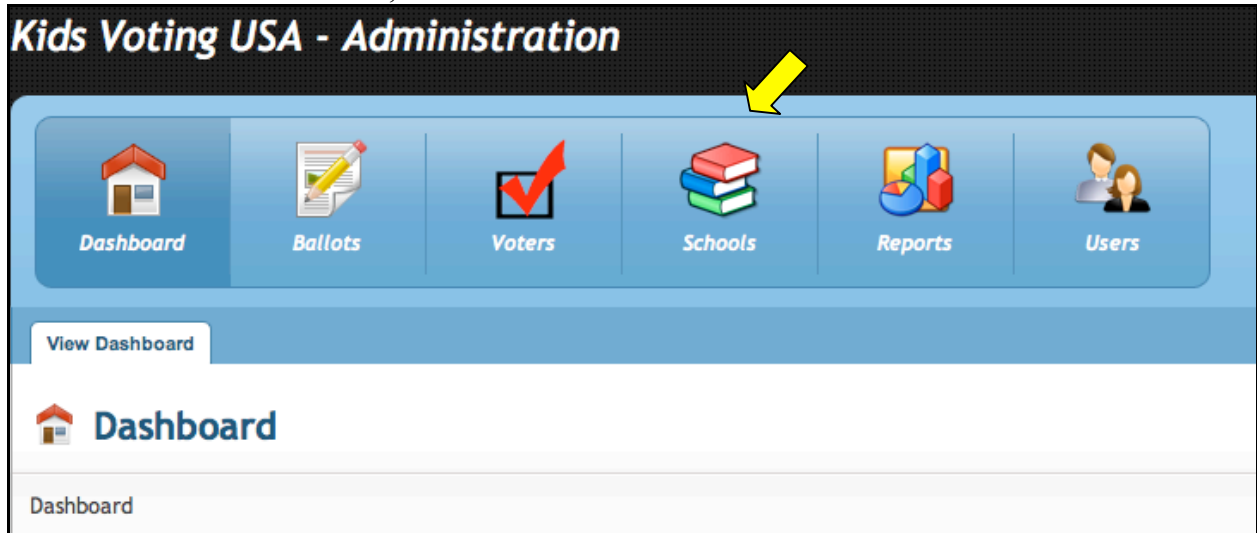 Kids Voting USA - Administration
Dashboard Ballots Voters Schools Reports Users
View Dashboard
Dashboard
Dashboard